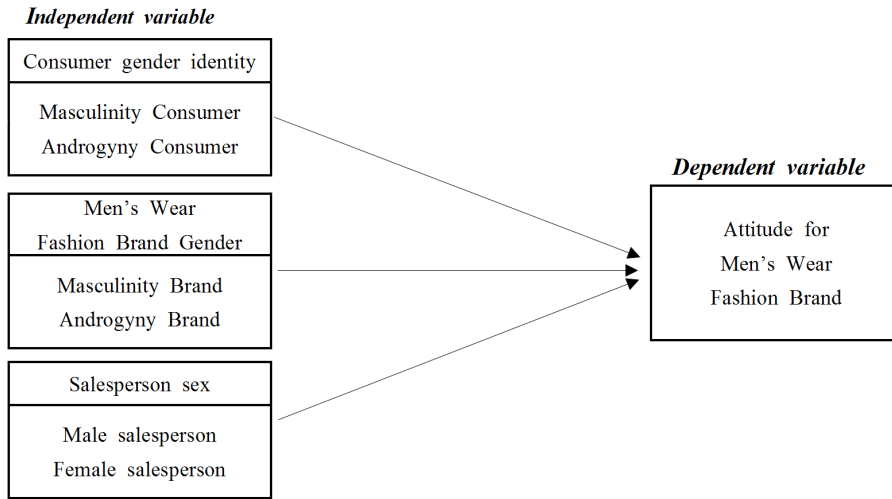 Independent variable
Consumer gender identity
Masculinity Consumer
Androgyny Consumer
Men's Wear
Fashion Brand Gender
Masculinity Brand
Androgyny Brand
Salesperson sex
Male salesperson
Female salesperson
Dependent variable
Attitude for
Men's Wear
Fashion Brand